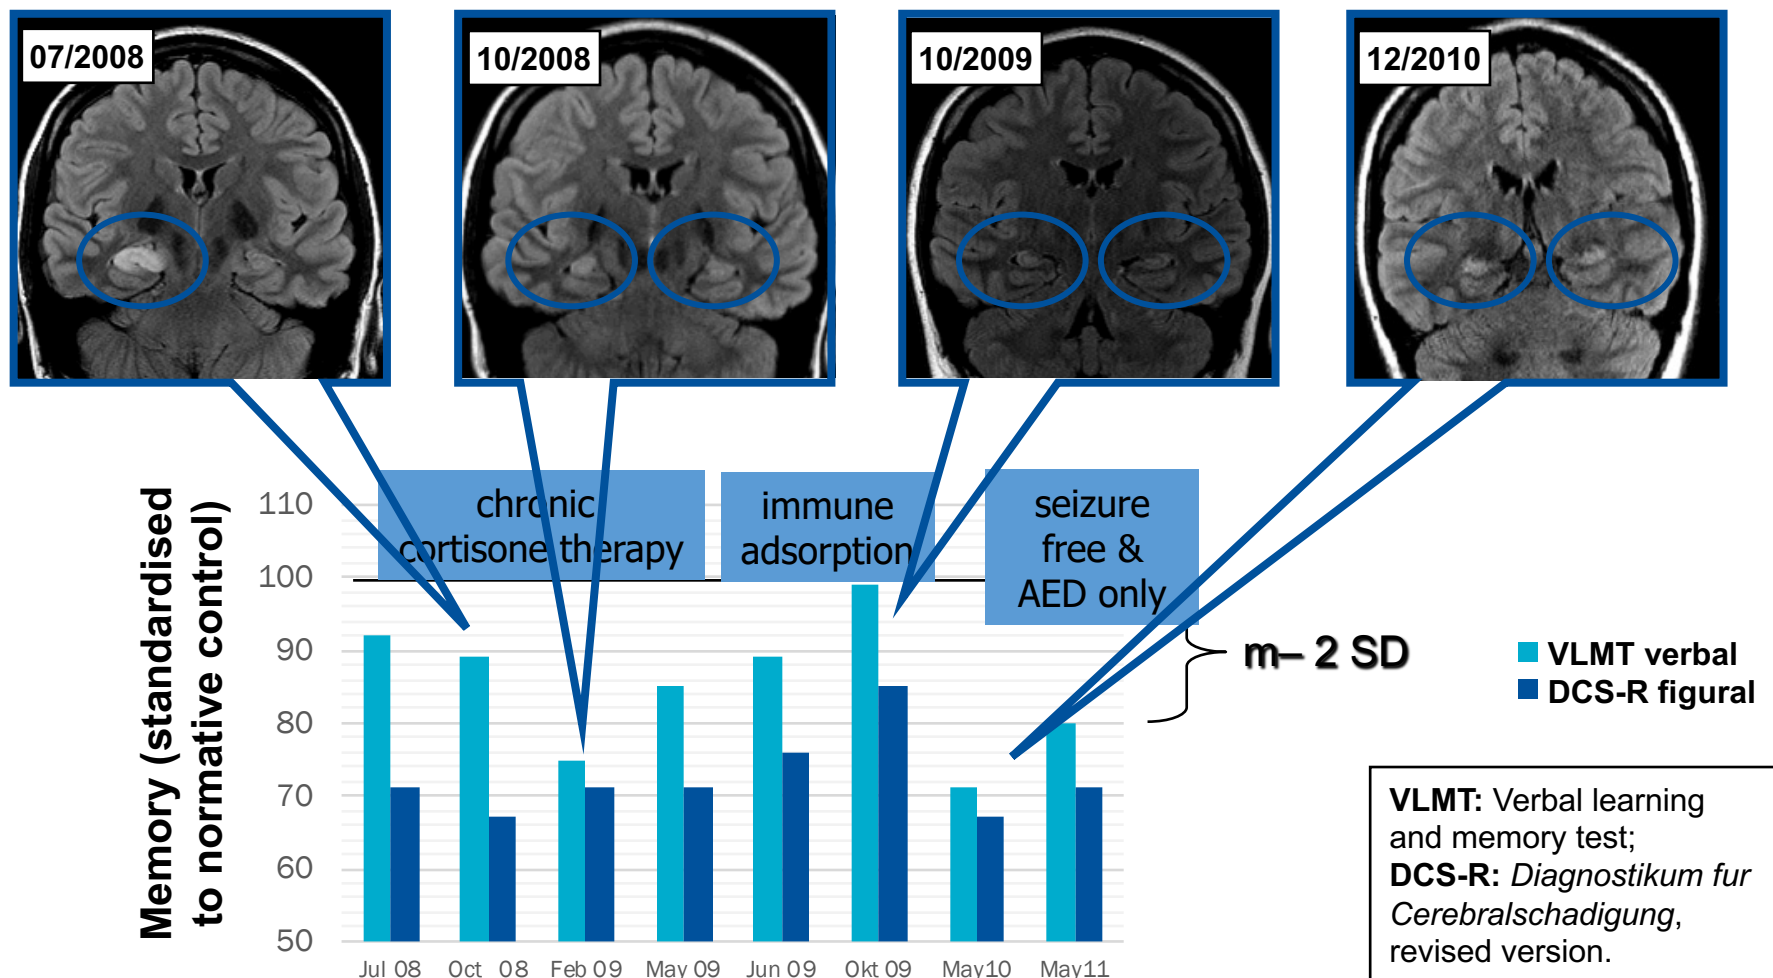 07/2008
10/2008
10/2009
12/2010
Memory (standardised
to normative control)
chronic
cortisone therapy
immune
adsorption
seizure
free &
AED only
110
100
90
80
70
60
50
m– 2 SD
VLMT verbal
DCS-R figural
Jul 08
Oct 08
Feb 09
May 09
Jun 09
Okt 09
May10
May11
VLMT: Verbal learning
and memory test;
DCS-R: Diagnostikum fur
Cerebralschadigung,
revised version.